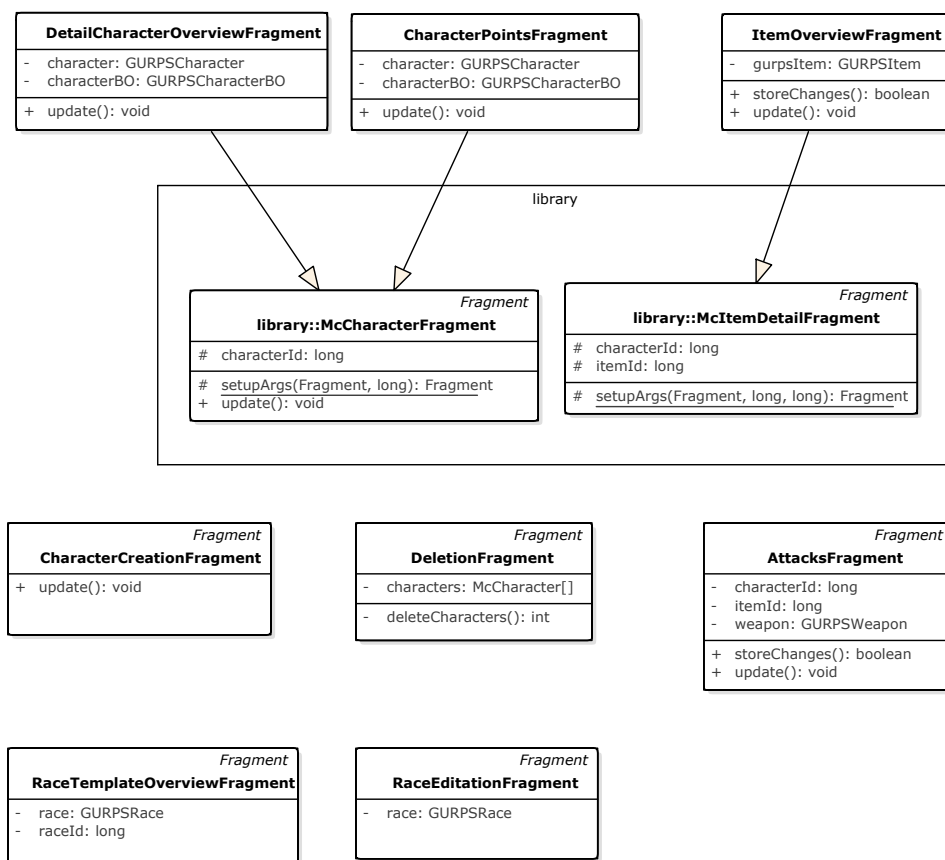 DetailCharacterOverviewFragment
- character: GURPSCharacter
- characterBO: GURPSCharacterBO
+ update(): void
CharacterPointsFragment
- character: GURPSCharacter
- characterBO: GURPSCharacterBO
+ update(): void
ItemOverviewFragment
- gurpsItem: GURPSItem
+ storeChanges(): boolean
+ update(): void
library
Fragment
library::McCharacterFragment
# characterId: long
# setupArgs(Fragment, long): Fragment
+ update(): void
Fragment
library::McItemDetailFragment
# characterId: long
# itemId: long
# setupArgs(Fragment, long, long): Fragment
Fragment
CharacterCreationFragment
+ update(): void
Fragment
DeletionFragment
- characters: McCharacter[]
- deleteCharacters(): int
Fragment
AttacksFragment
- characterId: long
- itemId: long
- weapon: GURPSWeapon
+ storeChanges(): boolean
+ update(): void
Fragment
RaceTemplateOverviewFragment
- race: GURPSRace
- raceId: long
Fragment
RaceEditationFragment
- race: GURPSRace